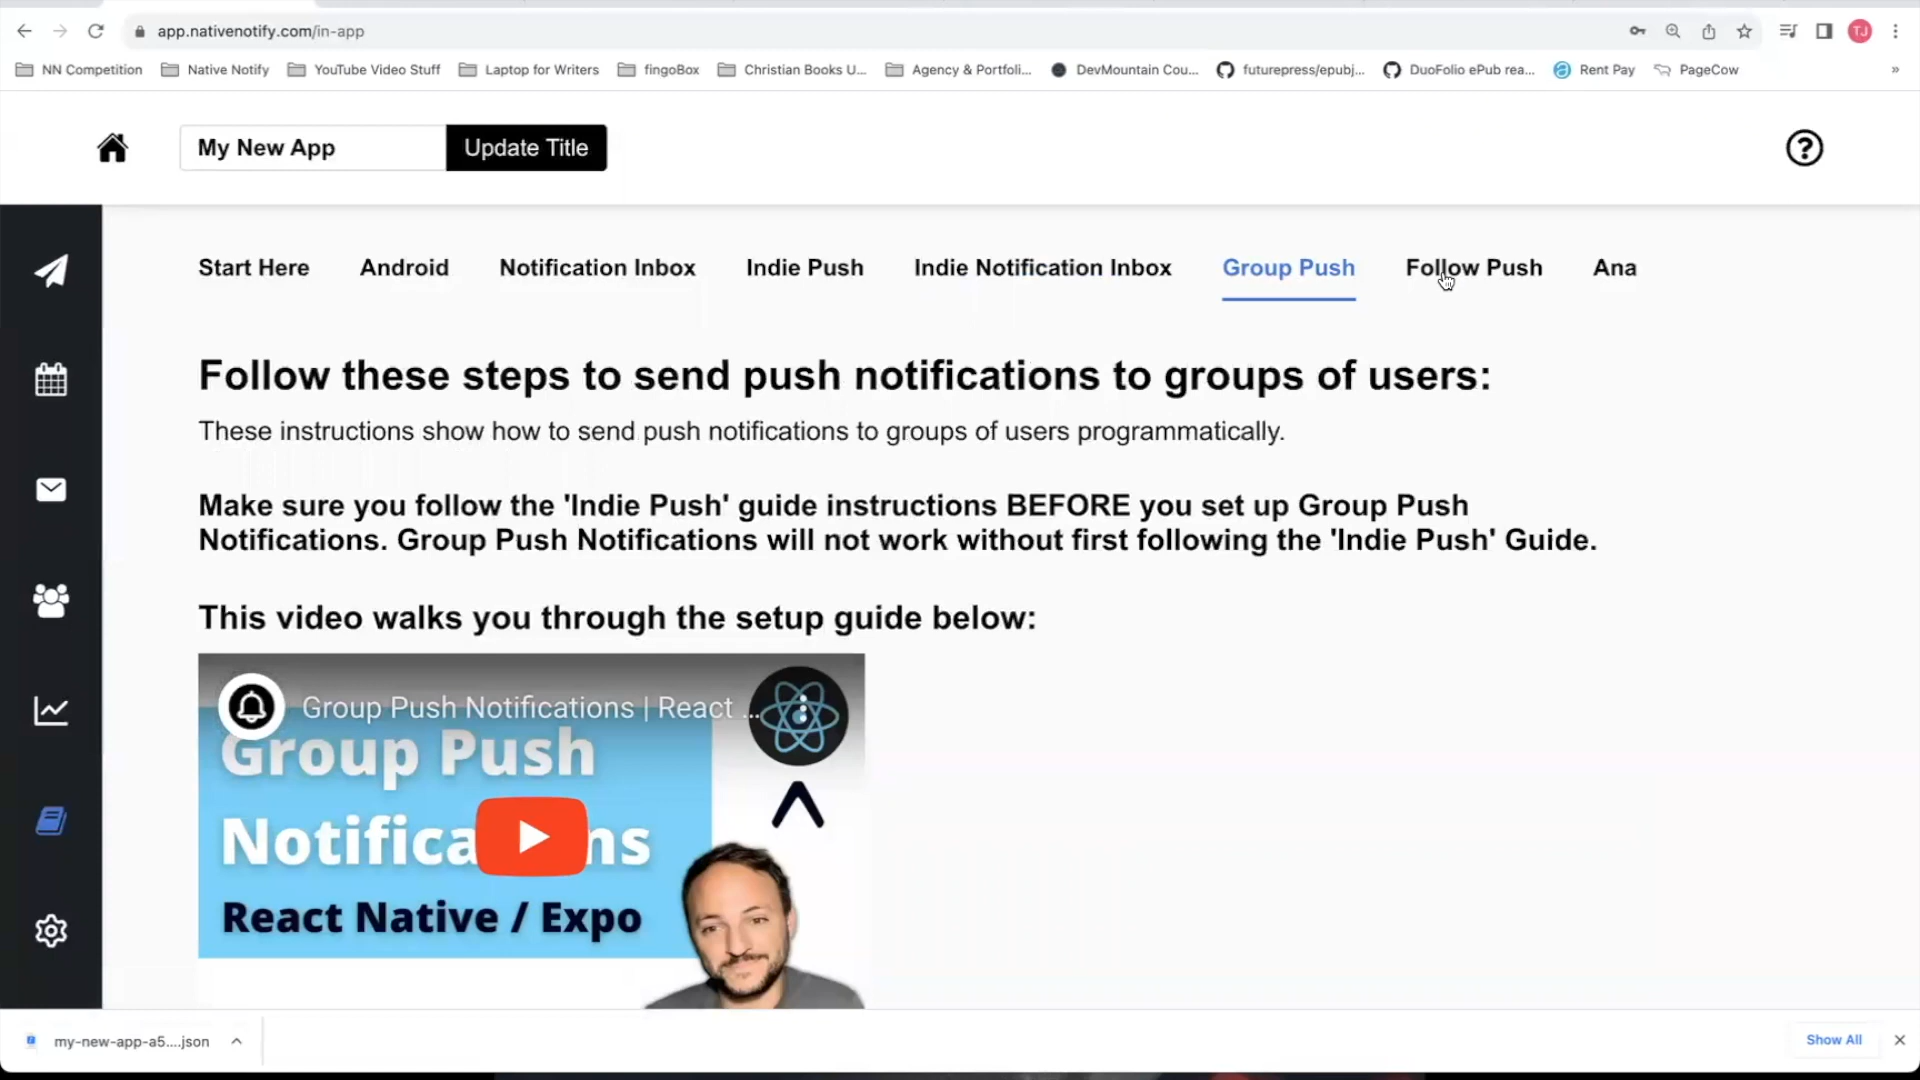 app.nativenotify.com/in-app
TJ
NN Competition Native Notify YouTube Video Stuff Laptop for Writers fingoBox Christian Books U... Agency & Portfoli... DevMountain Cou... futurepress/epubj... DuoFolio ePub rea... Rent Pay PageCow »
My New App Update Title ?
Start Here Android Notification Inbox Indie Push Indie Notification Inbox Group Push Follow Push Ana
Follow these steps to send push notifications to groups of users:
These instructions show how to send push notifications to groups of users programmatically.
Make sure you follow the 'Indie Push' guide instructions BEFORE you set up Group Push
Notifications. Group Push Notifications will not work without first following the 'Indie Push' Guide.
This video walks you through the setup guide below:
Group Push Notifications | React ...
Group Push
Notifica ns
React Native / Expo
my-new-app-a5....json
Show All